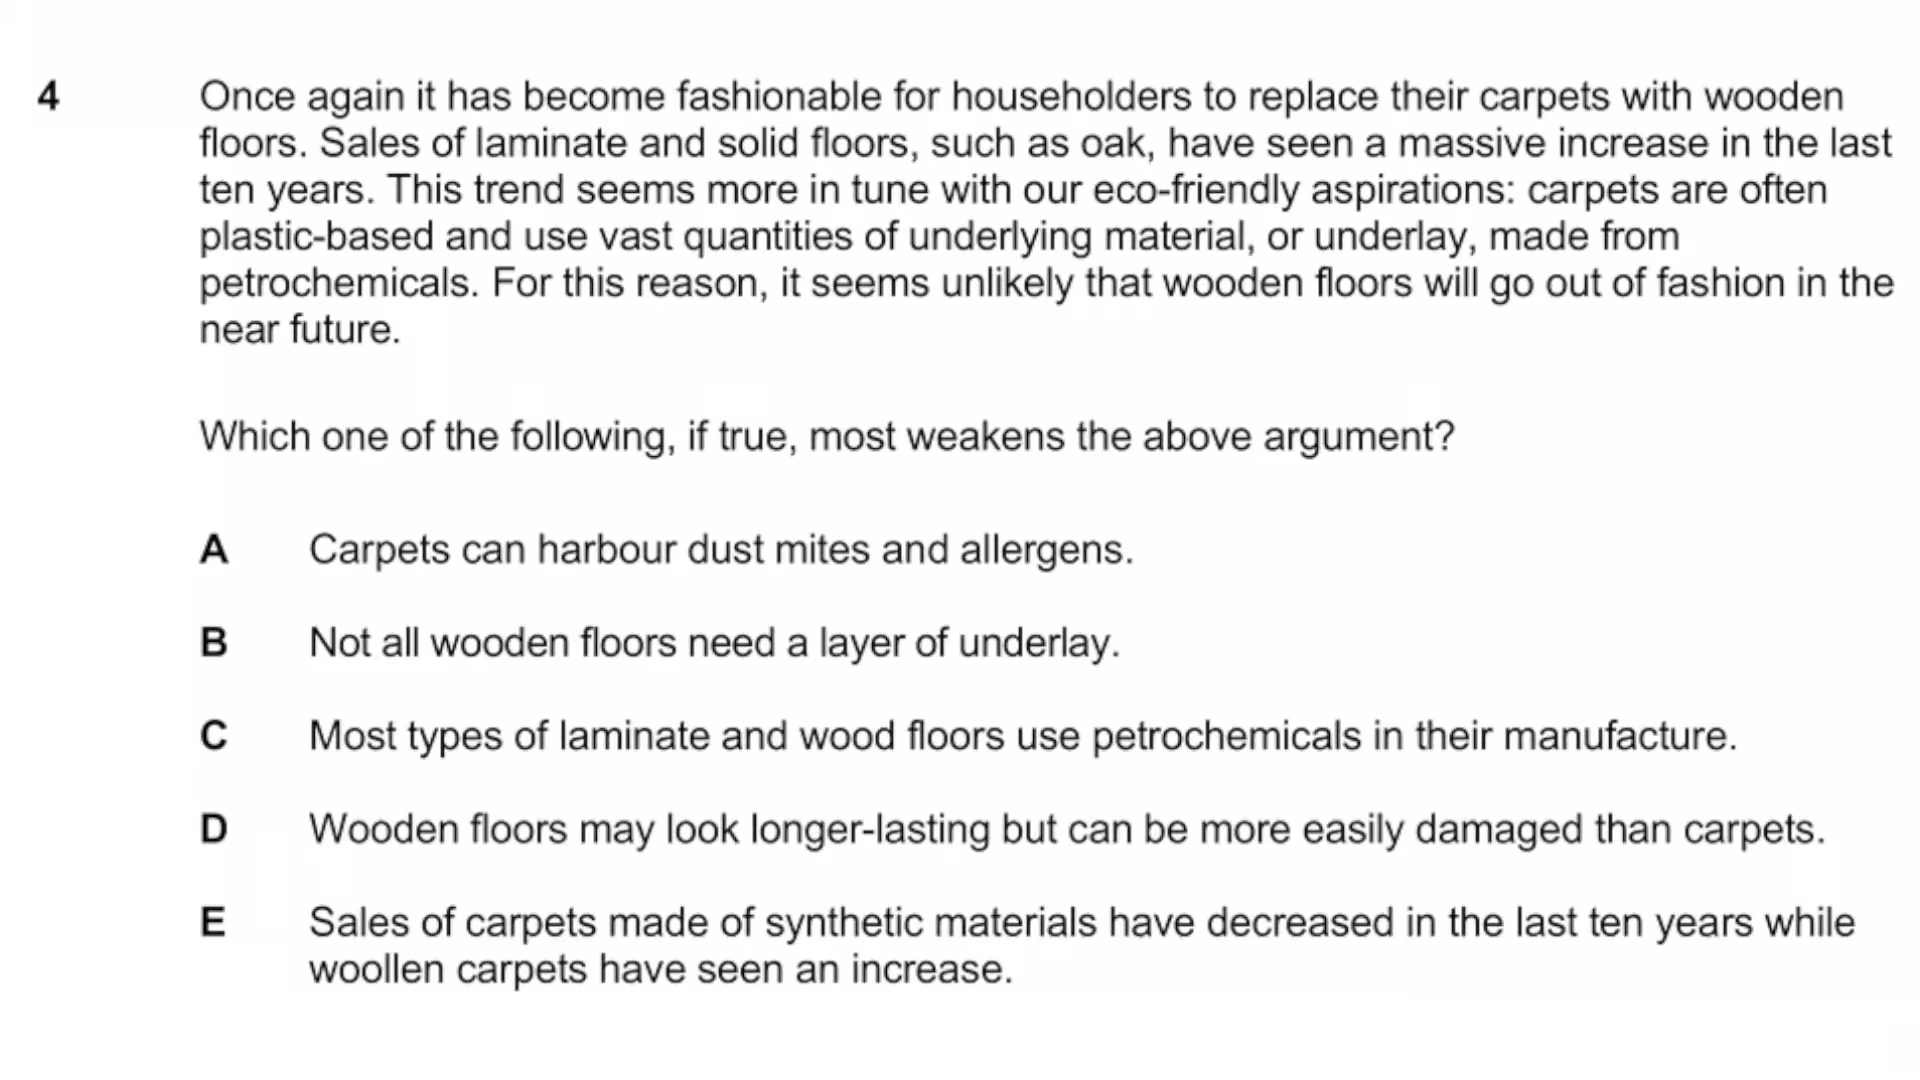 4 Once again it has become fashionable for householders to replace their carpets with wooden
floors. Sales of laminate and solid floors, such as oak, have seen a massive increase in the last
ten years. This trend seems more in tune with our eco-friendly aspirations: carpets are often
plastic-based and use vast quantities of underlying material, or underlay, made from
petrochemicals. For this reason, it seems unlikely that wooden floors will go out of fashion in the
near future.
Which one of the following, if true, most weakens the above argument?
A Carpets can harbour dust mites and allergens.
B Not all wooden floors need a layer of underlay.
C Most types of laminate and wood floors use petrochemicals in their manufacture.
D Wooden floors may look longer-lasting but can be more easily damaged than carpets.
E Sales of carpets made of synthetic materials have decreased in the last ten years while
woollen carpets have seen an increase.